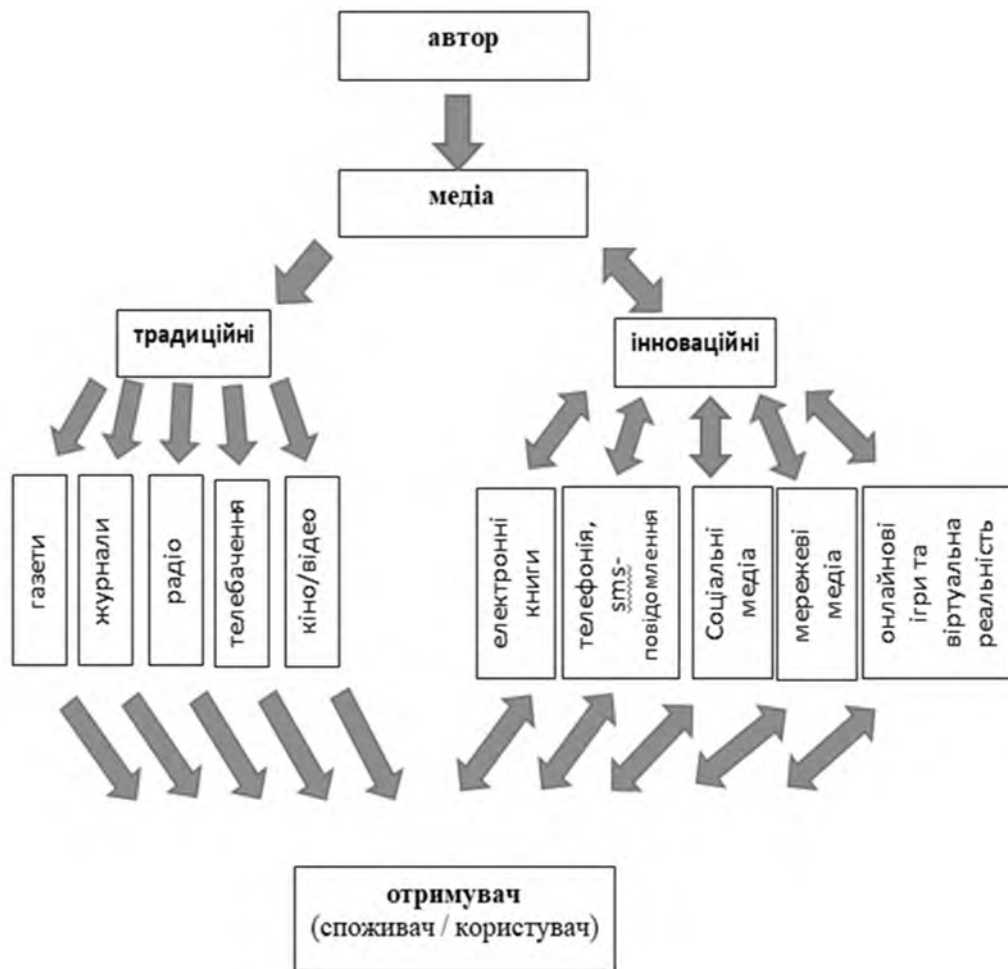 автор
медіа
традиційні
інноваційні
газети
журнали
радіо
телебачення
кіно/відео
електронні
книги
телефонія,
sms-
повідомлення
Соціальні
медіа
мережеві
медіа
онлайнові
ігри та
віртуальна
реальність
отримувач
(споживач / користувач)